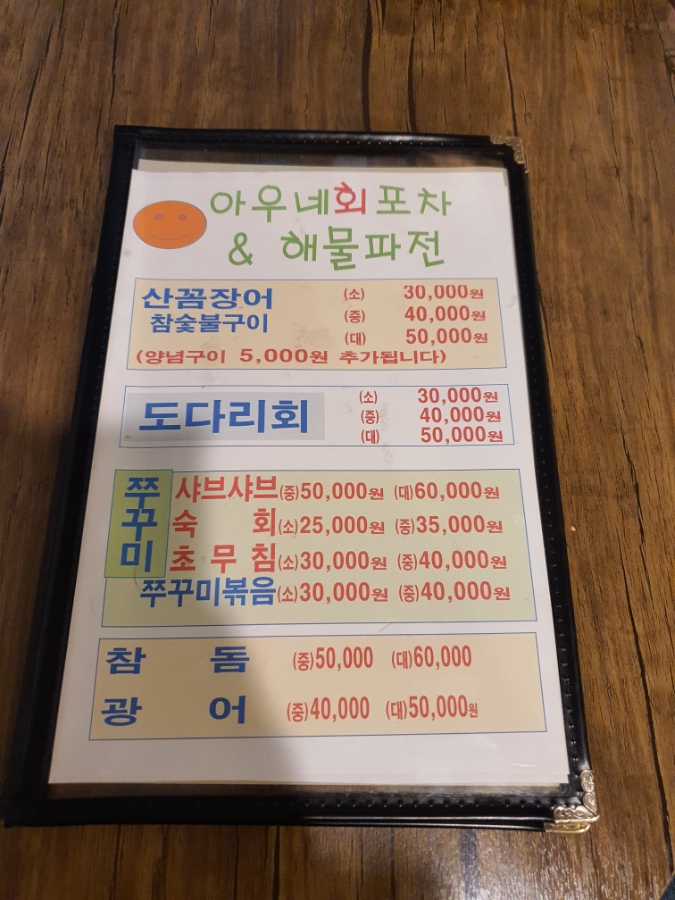 아우네회포차
& 해물파전
산꼼장어 (소) 30,000원
참숯불구이 (중) 40,000원
(대) 50,000원
(양념구이 5,000원 추가됩니다)
(소) 30,000원
도다리회 (중) 40,000원
(대) 50,000원
쭈꾸미
샤브샤브(중)50,000원 (대)60,000원
숙 회(소)25,000원 (중)35,000원
초 무 침(소)30,000원 (중)40,000원
쭈꾸미볶음(소)30,000원 (중)40,000원
참 돔 (중)50,000 (대)60,000
광 어 (중)40,000 (대)50,000원